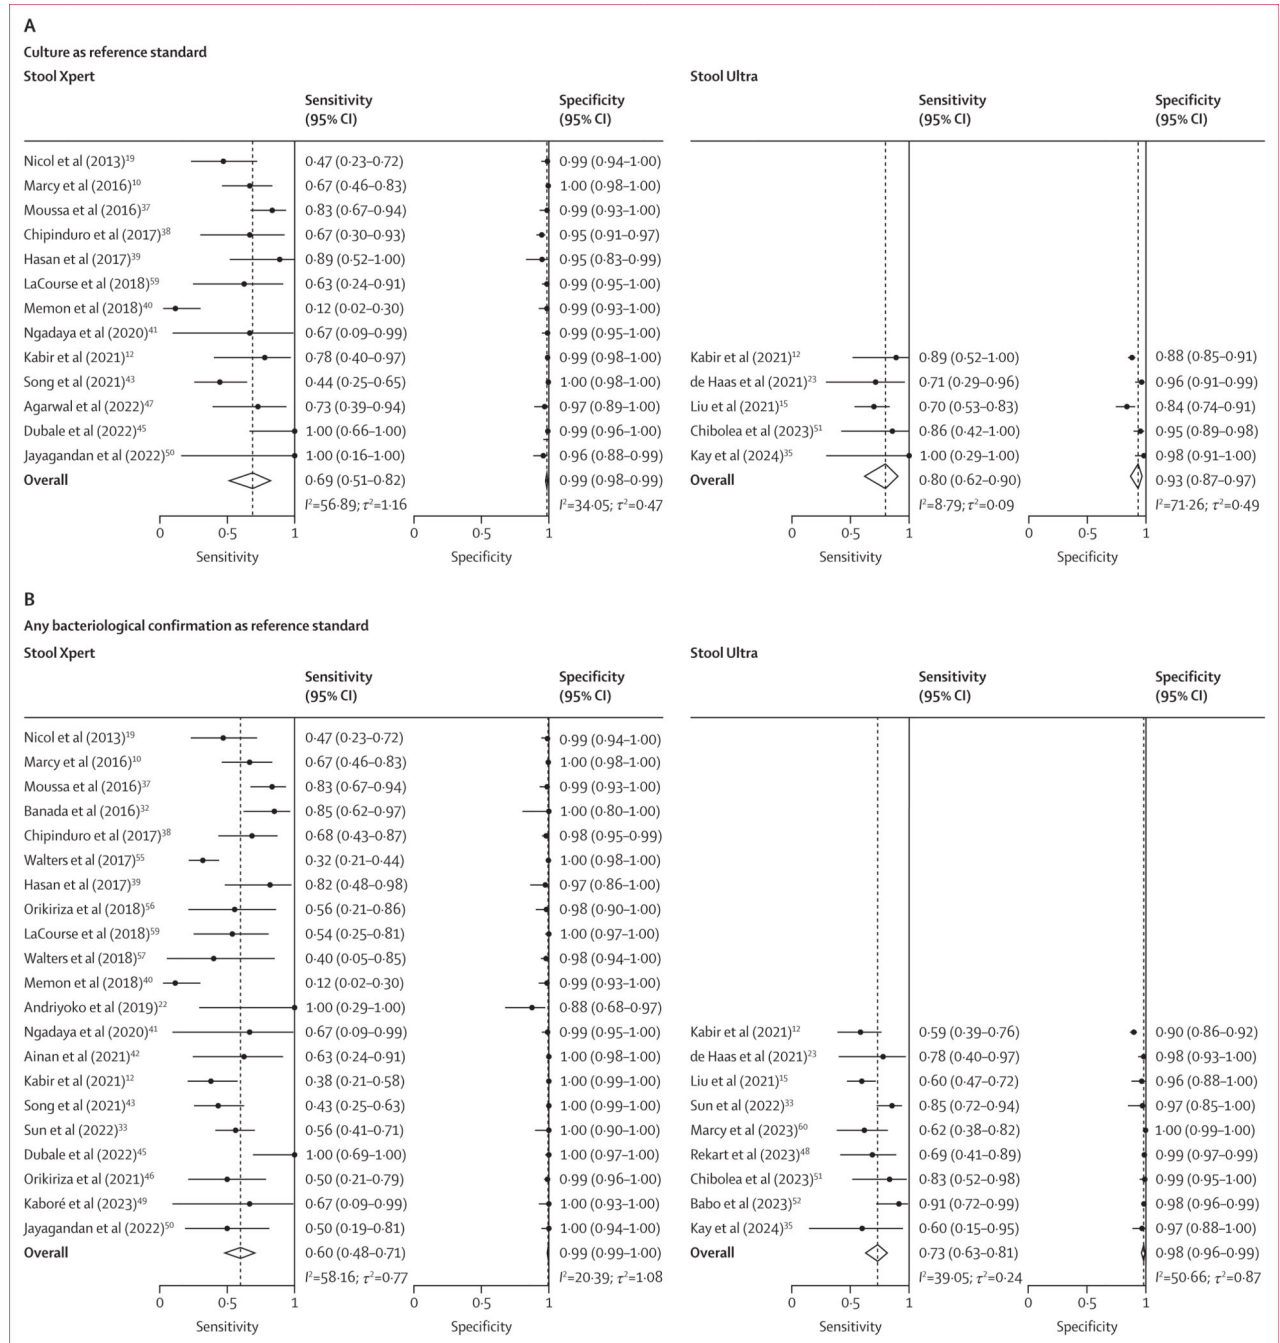 A
Culture as reference standard
Stool Xpert Stool Ultra
Sensitivity (95% CI) Specificity (95% CI) Sensitivity (95% CI) Specificity (95% CI)
Nicol et al (2013)¹⁹ 0·47 (0·23–0·72) 0·99 (0·94–1·00)
Marcy et al (2016)¹⁰ 0·67 (0·46–0·83) 1·00 (0·98–1·00)
Moussa et al (2016)³⁷ 0·83 (0·67–0·94) 0·99 (0·93–1·00)
Chipinduro et al (2017)³⁸ 0·67 (0·30–0·93) 0·95 (0·91–0·97)
Hasan et al (2017)³⁹ 0·89 (0·52–1·00) 0·95 (0·83–0·99)
LaCourse et al (2018)⁵⁹ 0·63 (0·24–0·91) 0·99 (0·95–1·00)
Memon et al (2018)⁴⁰ 0·12 (0·02–0·30) 0·99 (0·93–1·00)
Ngadaya et al (2020)⁴¹ 0·67 (0·09–0·99) 0·99 (0·95–1·00)
Kabir et al (2021)¹² 0·78 (0·40–0·97) 0·99 (0·98–1·00) Kabir et al (2021)¹² 0·89 (0·52–1·00) 0·88 (0·85–0·91)
Song et al (2021)⁴³ 0·44 (0·25–0·65) 1·00 (0·98–1·00) de Haas et al (2021)²³ 0·71 (0·29–0·96) 0·96 (0·91–0·99)
Agarwal et al (2022)⁴⁷ 0·73 (0·39–0·94) 0·97 (0·89–1·00) Liu et al (2021)¹⁵ 0·70 (0·53–0·83) 0·84 (0·74–0·91)
Dubale et al (2022)⁴⁵ 1·00 (0·66–1·00) 0·99 (0·96–1·00) Chibolea et al (2023)⁵¹ 0·86 (0·42–1·00) 0·95 (0·89–0·98)
Jayagandan et al (2022)⁵⁰ 1·00 (0·16–1·00) 0·96 (0·88–0·99) Kay et al (2024)³⁵ 1·00 (0·29–1·00) 0·98 (0·91–1·00)
Overall 0·69 (0·51–0·82) 0·99 (0·98–0·99) Overall 0·80 (0·62–0·90) 0·93 (0·87–0·97)
I²=56·89; τ²=1·16 I²=34·05; τ²=0·47 I²=8·79; τ²=0·09 I²=71·26; τ²=0·49
0 0·5 1 0 0·5 1 0 0·5 1 0 0·5 1
Sensitivity Specificity Sensitivity Specificity
B
Any bacteriological confirmation as reference standard
Stool Xpert Stool Ultra
Sensitivity (95% CI) Specificity (95% CI) Sensitivity (95% CI) Specificity (95% CI)
Nicol et al (2013)¹⁹ 0·47 (0·23–0·72) 0·99 (0·94–1·00)
Marcy et al (2016)¹⁰ 0·67 (0·46–0·83) 1·00 (0·98–1·00)
Moussa et al (2016)³⁷ 0·83 (0·67–0·94) 0·99 (0·93–1·00)
Banada et al (2016)³² 0·85 (0·62–0·97) 1·00 (0·80–1·00)
Chipinduro et al (2017)³⁸ 0·68 (0·43–0·87) 0·98 (0·95–0·99)
Walters et al (2017)⁵⁵ 0·32 (0·21–0·44) 1·00 (0·98–1·00)
Hasan et al (2017)³⁹ 0·82 (0·48–0·98) 0·97 (0·86–1·00)
Orikiriza et al (2018)⁵⁶ 0·56 (0·21–0·86) 0·98 (0·90–1·00)
LaCourse et al (2018)⁵⁹ 0·54 (0·25–0·81) 1·00 (0·97–1·00)
Walters et al (2018)⁵⁷ 0·40 (0·05–0·85) 0·98 (0·94–1·00)
Memon et al (2018)⁴⁰ 0·12 (0·02–0·30) 0·99 (0·93–1·00)
Andriyoko et al (2019)²² 1·00 (0·29–1·00) 0·88 (0·68–0·97)
Ngadaya et al (2020)⁴¹ 0·67 (0·09–0·99) 0·99 (0·95–1·00) Kabir et al (2021)¹² 0·59 (0·39–0·76) 0·90 (0·86–0·92)
Ainan et al (2021)⁴² 0·63 (0·24–0·91) 1·00 (0·98–1·00) de Haas et al (2021)²³ 0·78 (0·40–0·97) 0·98 (0·93–1·00)
Kabir et al (2021)¹² 0·38 (0·21–0·58) 1·00 (0·99–1·00) Liu et al (2021)¹⁵ 0·60 (0·47–0·72) 0·96 (0·88–1·00)
Song et al (2021)⁴³ 0·43 (0·25–0·63) 1·00 (0·99–1·00) Sun et al (2022)³³ 0·85 (0·72–0·94) 0·97 (0·85–1·00)
Sun et al (2022)³³ 0·56 (0·41–0·71) 1·00 (0·90–1·00) Marcy et al (2023)⁶⁰ 0·62 (0·38–0·82) 1·00 (0·99–1·00)
Dubale et al (2022)⁴⁵ 1·00 (0·69–1·00) 1·00 (0·97–1·00) Rekart et al (2023)⁴⁸ 0·69 (0·41–0·89) 0·99 (0·97–0·99)
Orikiriza et al (2021)⁴⁶ 0·50 (0·21–0·79) 0·99 (0·96–1·00) Chibolea et al (2023)⁵¹ 0·83 (0·52–0·98) 0·99 (0·95–1·00)
Kaboré et al (2023)⁴⁹ 0·67 (0·09–0·99) 1·00 (0·93–1·00) Babo et al (2023)⁵² 0·91 (0·72–0·99) 0·98 (0·96–0·99)
Jayagandan et al (2022)⁵⁰ 0·50 (0·19–0·81) 1·00 (0·94–1·00) Kay et al (2024)³⁵ 0·60 (0·15–0·95) 0·97 (0·88–1·00)
Overall 0·60 (0·48–0·71) 0·99 (0·99–1·00) Overall 0·73 (0·63–0·81) 0·98 (0·96–0·99)
I²=58·16; τ²=0·77 I²=20·39; τ²=1·08 I²=39·05; τ²=0·24 I²=50·66; τ²=0·87
0 0·5 1 0 0·5 1 0 0·5 1 0 0·5 1
Sensitivity Specificity Sensitivity Specificity